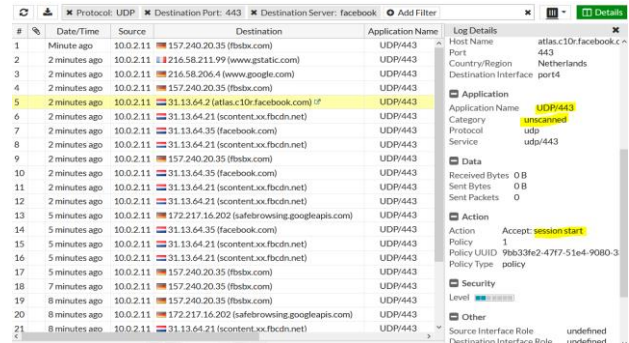 Protocol: UDP Destination Port: 443 Destination Server: facebook Add Filter Details
# Date/Time Source Destination Application Name
1 Minute ago 10.0.2.11 157.240.20.35 (fbsbx.com) UDP/443
2 2 minutes ago 10.0.2.11 216.58.211.99 (www.gstatic.com) UDP/443
3 2 minutes ago 10.0.2.11 216.58.206.4 (www.google.com) UDP/443
4 2 minutes ago 10.0.2.11 157.240.20.35 (fbsbx.com) UDP/443
5 2 minutes ago 10.0.2.11 31.13.64.2 (atlas.c10r.facebook.com) UDP/443
6 2 minutes ago 10.0.2.11 31.13.64.21 (scontent.xx.fbcdn.net) UDP/443
7 2 minutes ago 10.0.2.11 31.13.64.35 (facebook.com) UDP/443
8 2 minutes ago 10.0.2.11 31.13.64.21 (scontent.xx.fbcdn.net) UDP/443
9 2 minutes ago 10.0.2.11 157.240.20.35 (fbsbx.com) UDP/443
10 2 minutes ago 10.0.2.11 31.13.64.35 (facebook.com) UDP/443
11 2 minutes ago 10.0.2.11 31.13.64.21 (scontent.xx.fbcdn.net) UDP/443
12 2 minutes ago 10.0.2.11 31.13.64.21 (scontent.xx.fbcdn.net) UDP/443
13 5 minutes ago 10.0.2.11 172.217.16.202 (safebrowsing.googleapis.com) UDP/443
14 5 minutes ago 10.0.2.11 31.13.64.35 (facebook.com) UDP/443
15 5 minutes ago 10.0.2.11 31.13.64.21 (scontent.xx.fbcdn.net) UDP/443
16 5 minutes ago 10.0.2.11 31.13.64.21 (scontent.xx.fbcdn.net) UDP/443
17 5 minutes ago 10.0.2.11 157.240.20.35 (fbsbx.com) UDP/443
18 7 minutes ago 10.0.2.11 157.240.20.35 (fbsbx.com) UDP/443
19 8 minutes ago 10.0.2.11 157.240.20.35 (fbsbx.com) UDP/443
20 8 minutes ago 10.0.2.11 172.217.16.202 (safebrowsing.googleapis.com) UDP/443
21 8 minutes ago 10.0.2.11 31.13.64.21 (scontent.xx.fbcdn.net) UDP/443
Log Details
Host Name atlas.c10r.facebook.c
Port 443
Country/Region Netherlands
Destination Interface port4
Application
Application Name UDP/443
Category unscanned
Protocol udp
Service udp/443
Data
Received Bytes 0 B
Sent Bytes 0 B
Sent Packets 0
Action
Action Accept: session start
Policy 1
Policy UUID 9bb33fe2-47f7-51e4-9080-3
Policy Type policy
Security
Level
Other
Source Interface Role undefined
Destination Interface Role undefined